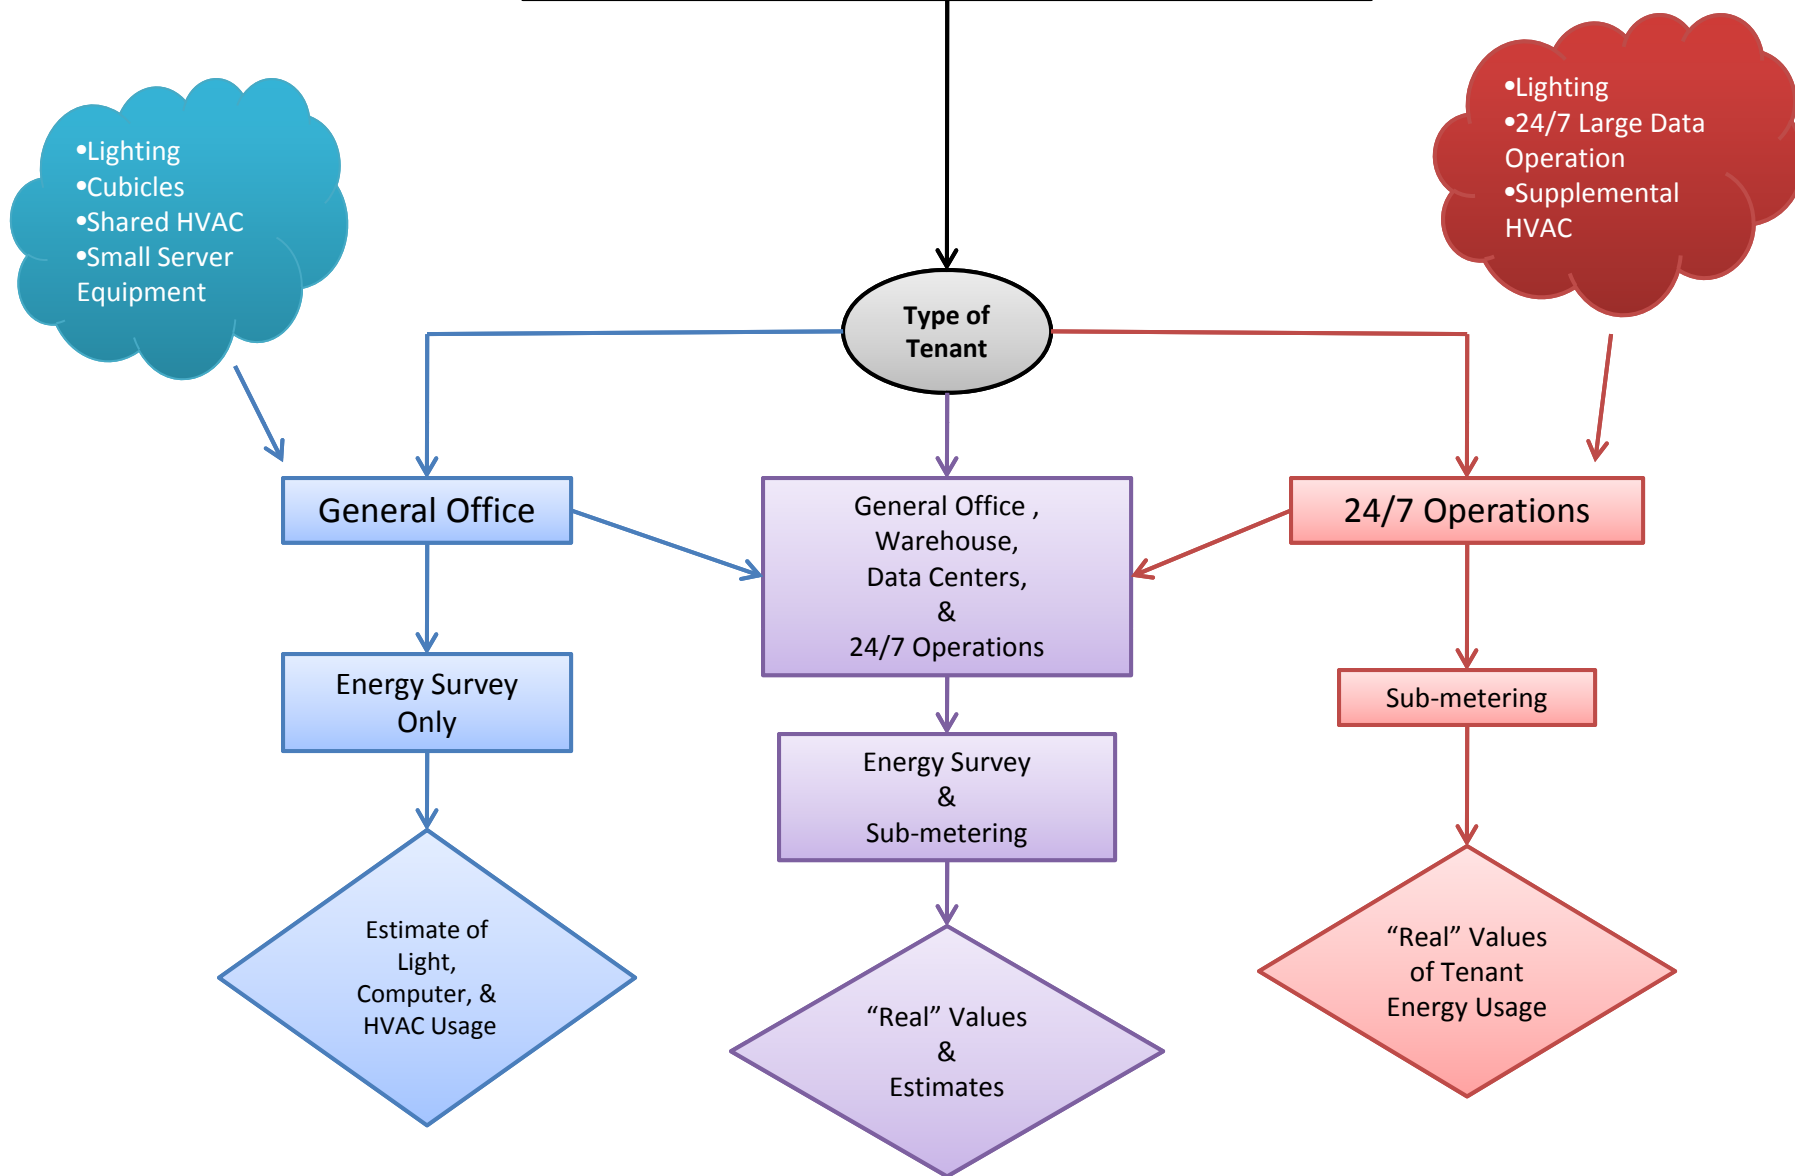 •Lighting
•Cubicles
•Shared HVAC
•Small Server
Equipment
•Lighting
•24/7 Large Data
Operation
•Supplemental
HVAC
Type of
Tenant
General Office
General Office ,
Warehouse,
Data Centers,
&
24/7 Operations
24/7 Operations
Energy Survey
Only
Energy Survey
&
Sub-metering
Sub-metering
Estimate of
Light,
Computer, &
HVAC Usage
“Real” Values
&
Estimates
“Real” Values
of Tenant
Energy Usage